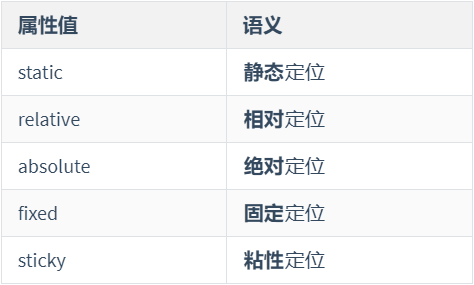 属性值 语义
static 静态定位
relative 相对定位
absolute 绝对定位
fixed 固定定位
sticky 粘性定位